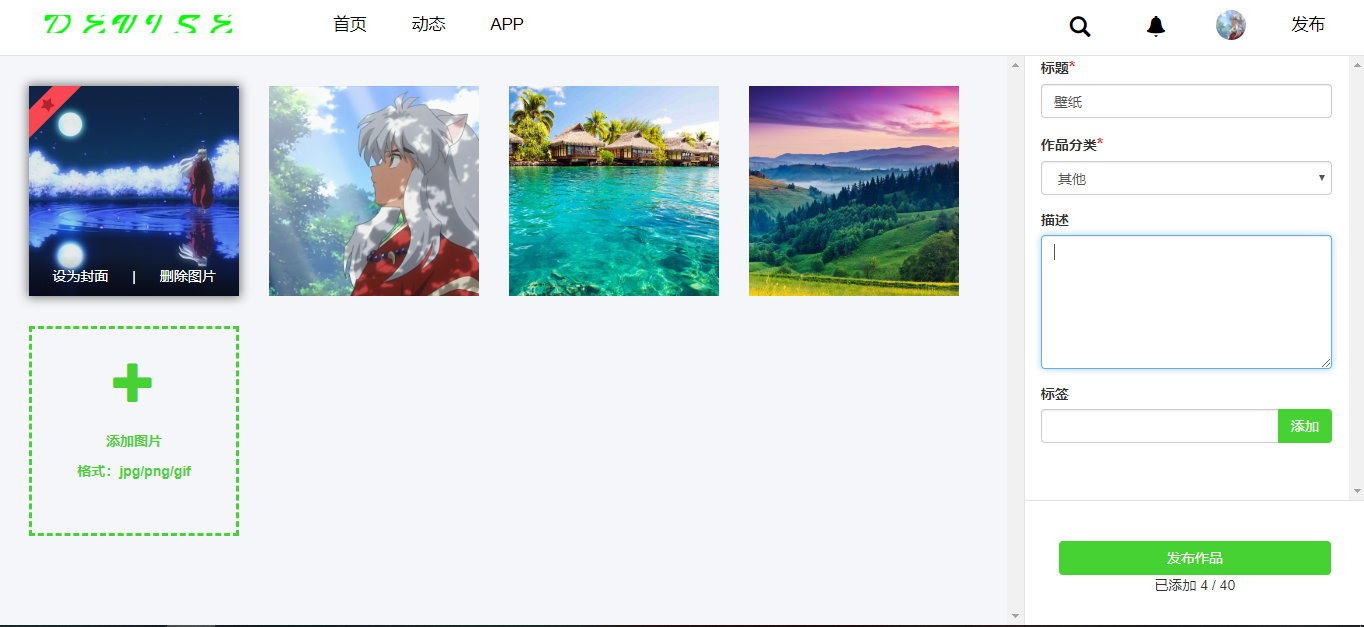 DENISE
首页 动态 APP 发布
设为封面 | 删除图片
添加图片
格式：jpg/png/gif
标题*
壁纸
作品分类*
其他
描述
标签
添加
发布作品
已添加 4 / 40